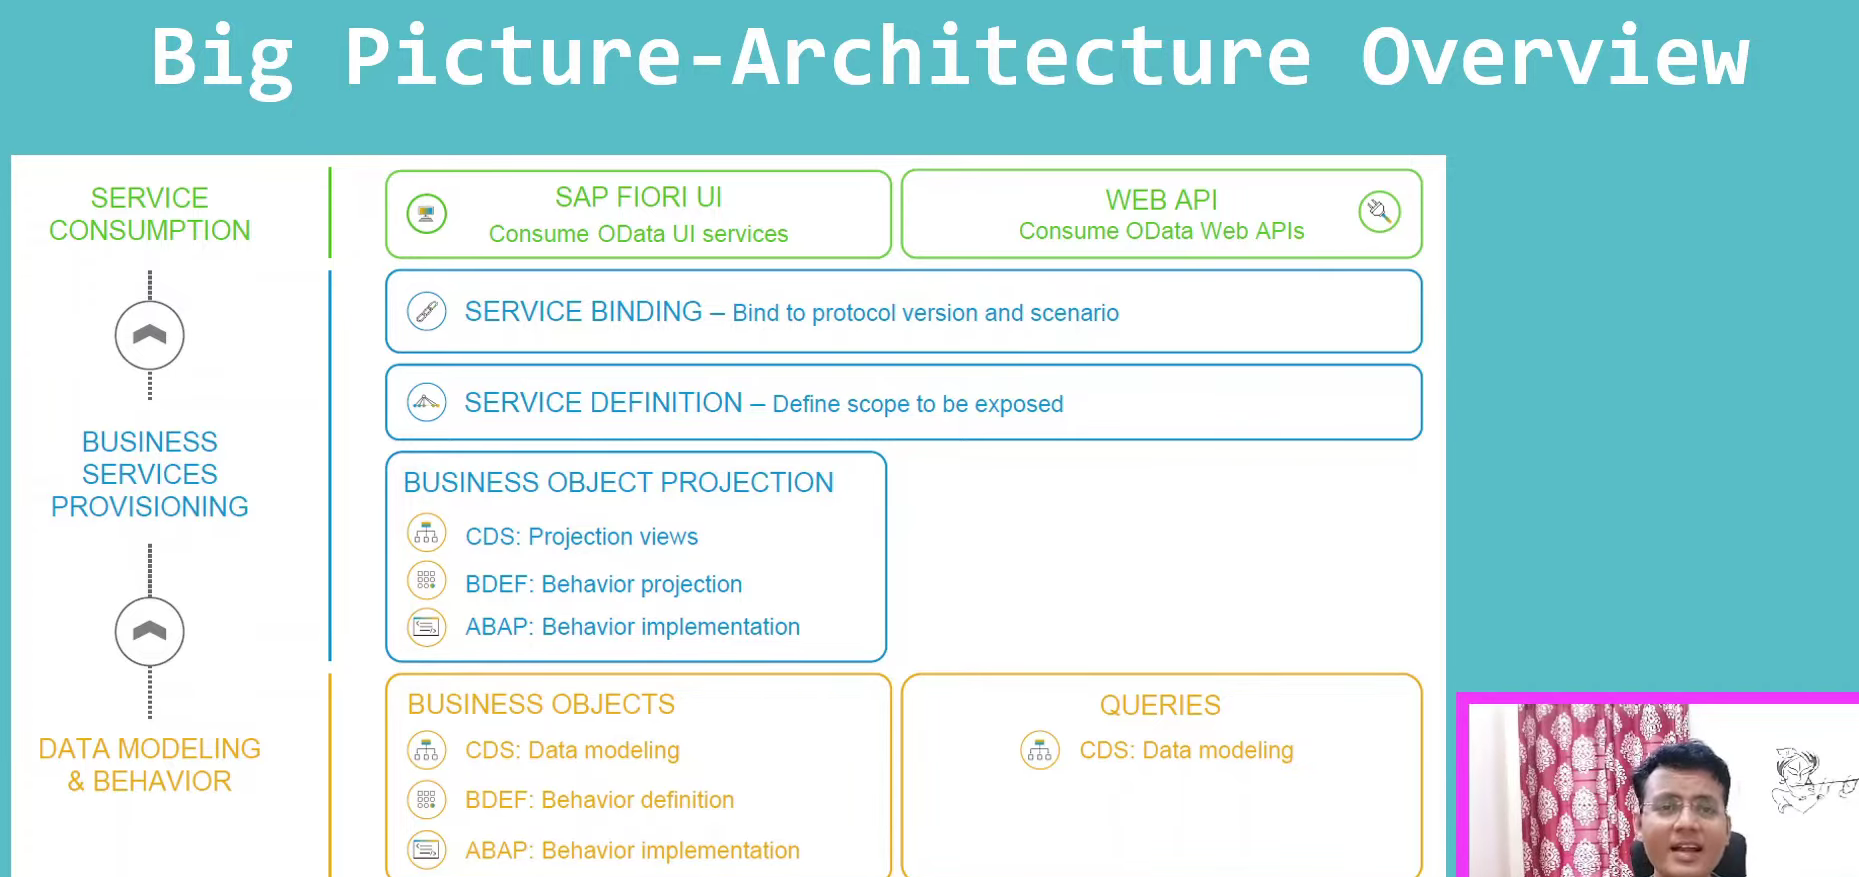 Big Picture-Architecture Overview
SERVICE
CONSUMPTION
SAP FIORI UI
Consume OData UI services
WEB API
Consume OData Web APIs
SERVICE BINDING – Bind to protocol version and scenario
SERVICE DEFINITION – Define scope to be exposed
BUSINESS
SERVICES
PROVISIONING
BUSINESS OBJECT PROJECTION
CDS: Projection views
BDEF: Behavior projection
ABAP: Behavior implementation
DATA MODELING
& BEHAVIOR
BUSINESS OBJECTS
CDS: Data modeling
BDEF: Behavior definition
ABAP: Behavior implementation
QUERIES
CDS: Data modeling